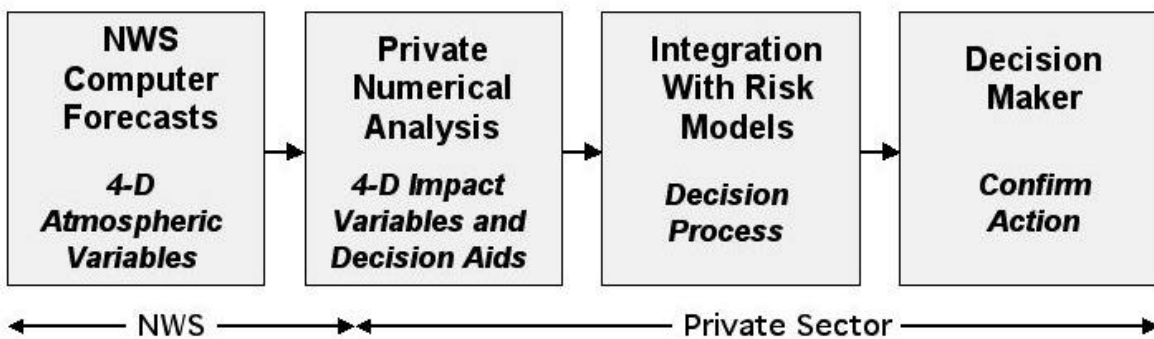 NWS
Computer
Forecasts
4-D
Atmospheric
Variables
Private
Numerical
Analysis
4-D Impact
Variables and
Decision Aids
Integration
With Risk
Models
Decision
Process
Decision
Maker
Confirm
Action
NWS
Private Sector